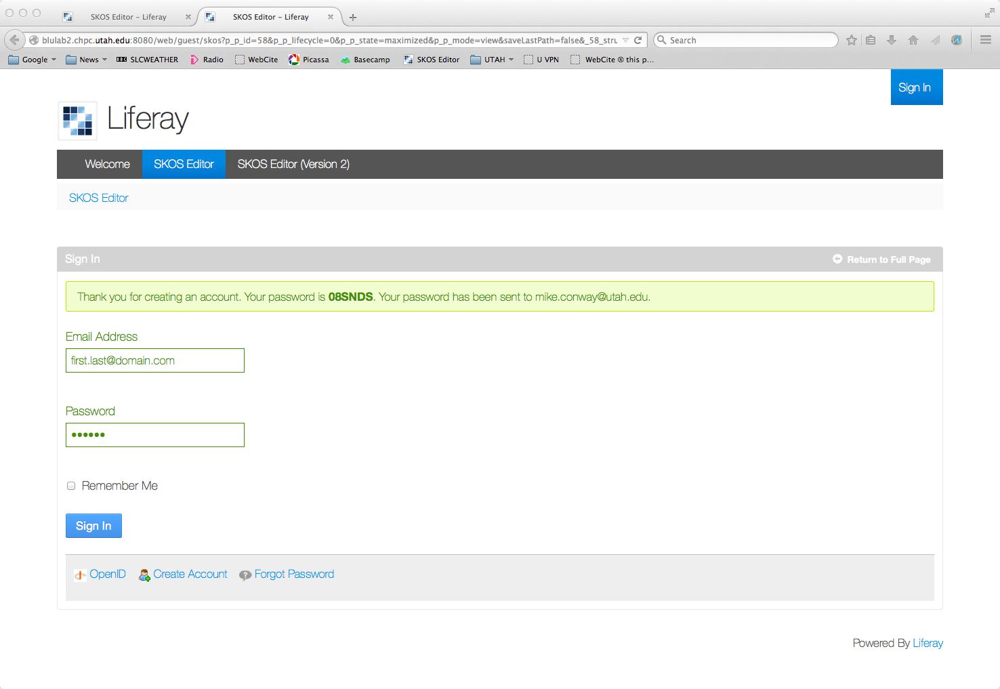 SKOS Editor – Liferay
SKOS Editor – Liferay
blulab2.chpc.utah.edu:8080/web/guest/skos?p_p_id=58&p_p_lifecycle=0&p_p_state=maximized&p_p_mode=view&saveLastPath=false&_58_stru
Search
Google
News
BBC SLCWEATHER
Radio
WebCite
Picassa
Basecamp
SKOS Editor
UTAH
U VPN
WebCite ® this p...
Sign In
Liferay
Welcome
SKOS Editor
SKOS Editor (Version 2)
SKOS Editor
Sign In
Return to Full Page
Thank you for creating an account. Your password is 08SNDS. Your password has been sent to mike.conway@utah.edu.
Email Address
first.last@domain.com
Password
••••••
Remember Me
Sign In
OpenID
Create Account
Forgot Password
Powered By Liferay